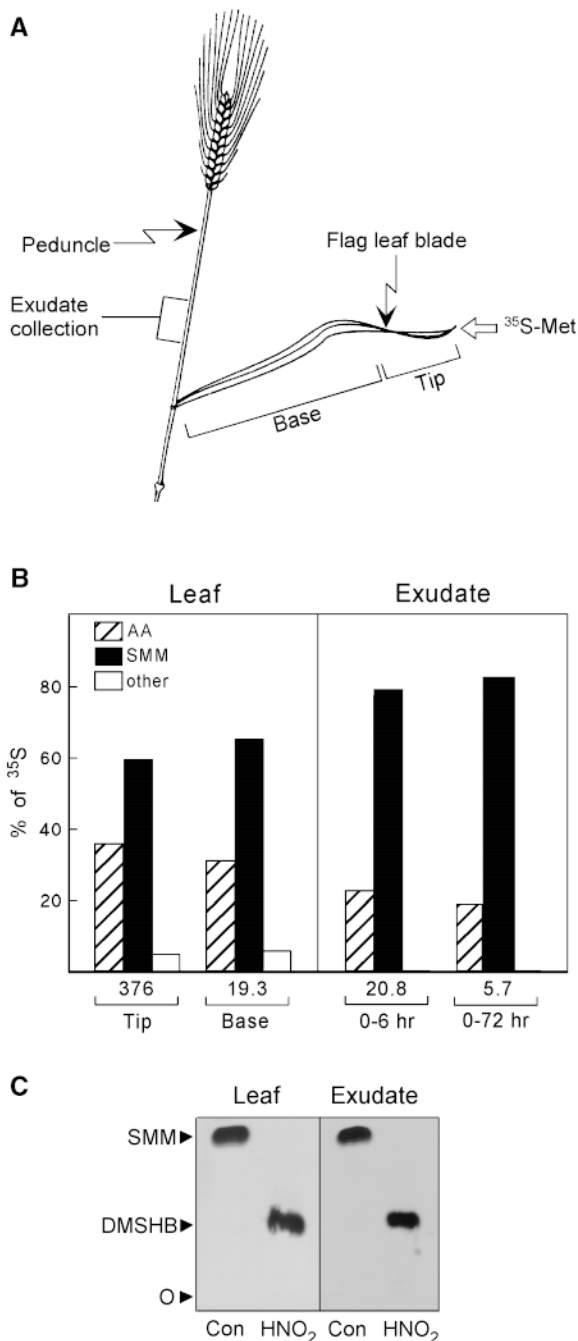 A
Peduncle
Flag leaf blade
Exudate
collection
³⁵S-Met
Tip
Base
B
Leaf Exudate
AA
SMM
other
% of ³⁵S
80
60
40
20
376 19.3 20.8 5.7
Tip Base 0-6 hr 0-72 hr
C
Leaf Exudate
SMM
DMSHB
O
Con HNO₂ Con HNO₂